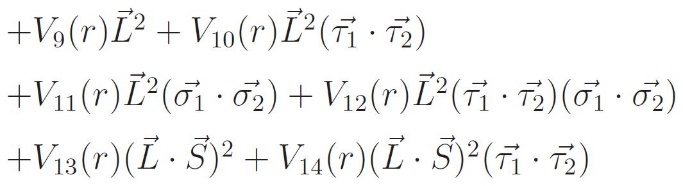 +V₉(r)L⃗² + V₁₀(r)L⃗²(τ⃗₁ · τ⃗₂)
+V₁₁(r)L⃗²(σ⃗₁ · σ⃗₂) + V₁₂(r)L⃗²(τ⃗₁ · τ⃗₂)(σ⃗₁ · σ⃗₂)
+V₁₃(r)(L⃗ · S⃗)² + V₁₄(r)(L⃗ · S⃗)²(τ⃗₁ · τ⃗₂)